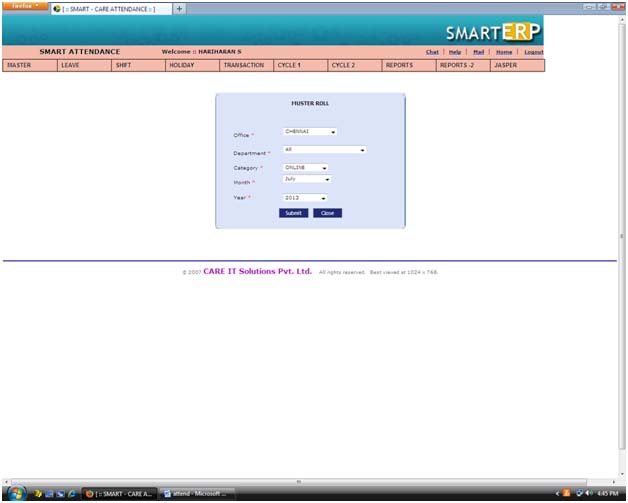 Firefox
[ :: SMART - CARE ATTENDANCE :: ]
+
SMARTERP
SMART ATTENDANCE Welcome :: HARIHARAN S Chat | Help | Mail | Home | Logout
MASTER LEAVE SHIFT HOLIDAY TRANSACTION CYCLE 1 CYCLE 2 REPORTS REPORTS -2 JASPER
MUSTER ROLL
Office * CHENNAI
Department * All
Category * ONLINE
Month * July
Year * 2013
Submit Close
© 2007 CARE IT Solutions Pvt. Ltd. All rights reserved. Best viewed at 1024 x 768.
[ :: SMART - CARE A... attend - Microsoft ... 4:45 PM